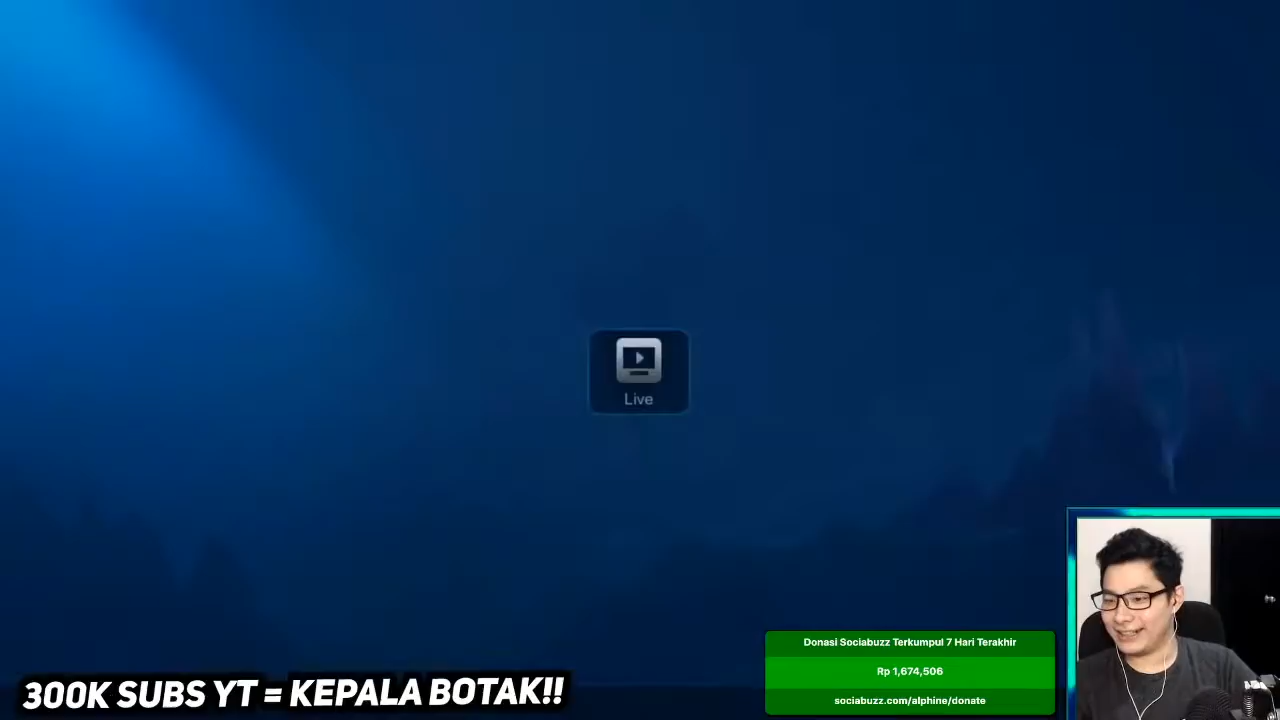 Live
Donasi Sociabuzz Terkumpul 7 Hari Terakhir
Rp 1,674,506
sociabuzz.com/alphine/donate
300K SUBS YT = KEPALA BOTAK!!